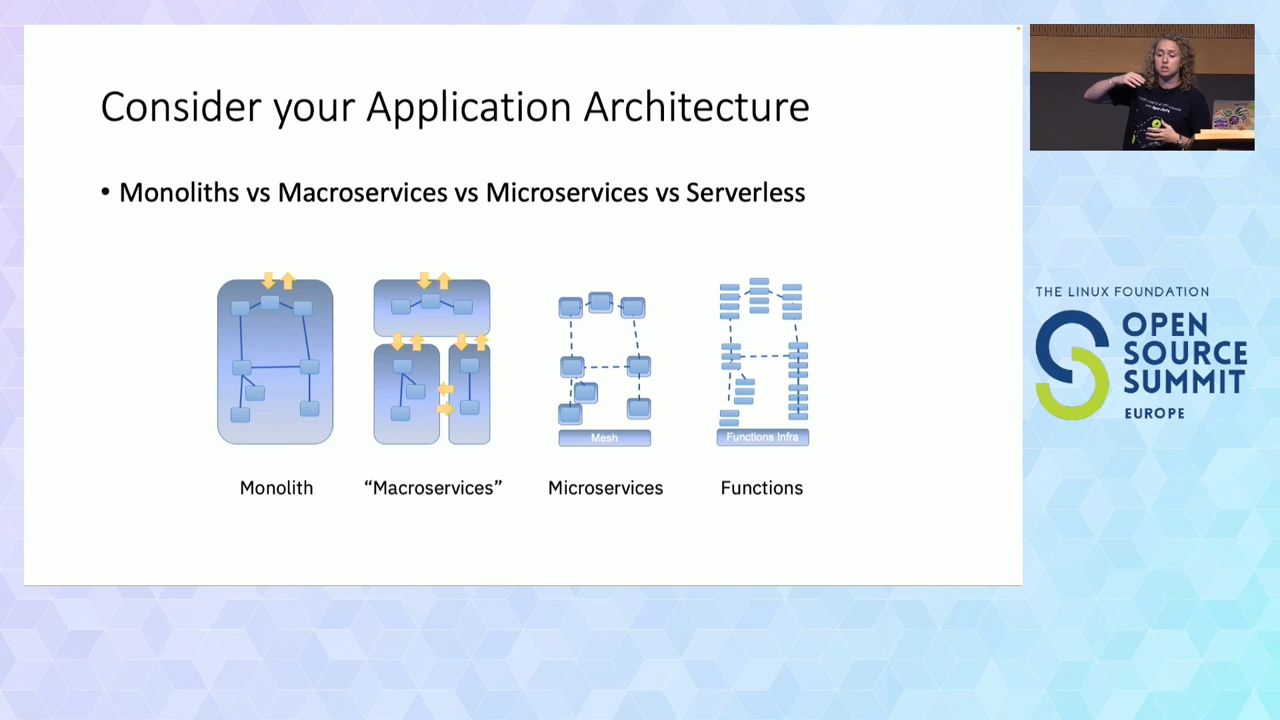 Consider your Application Architecture
• Monoliths vs Macroservices vs Microservices vs Serverless
Mesh
Functions Infra
Monolith
“Macroservices”
Microservices
Functions
THE LINUX FOUNDATION
OPEN
SOURCE
SUMMIT
EUROPE